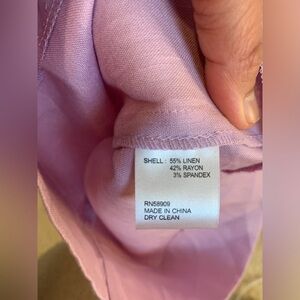 SHELL : 55% LINEN
42% RAYON
3% SPANDEX
RN58909
MADE IN CHINA
DRY CLEAN